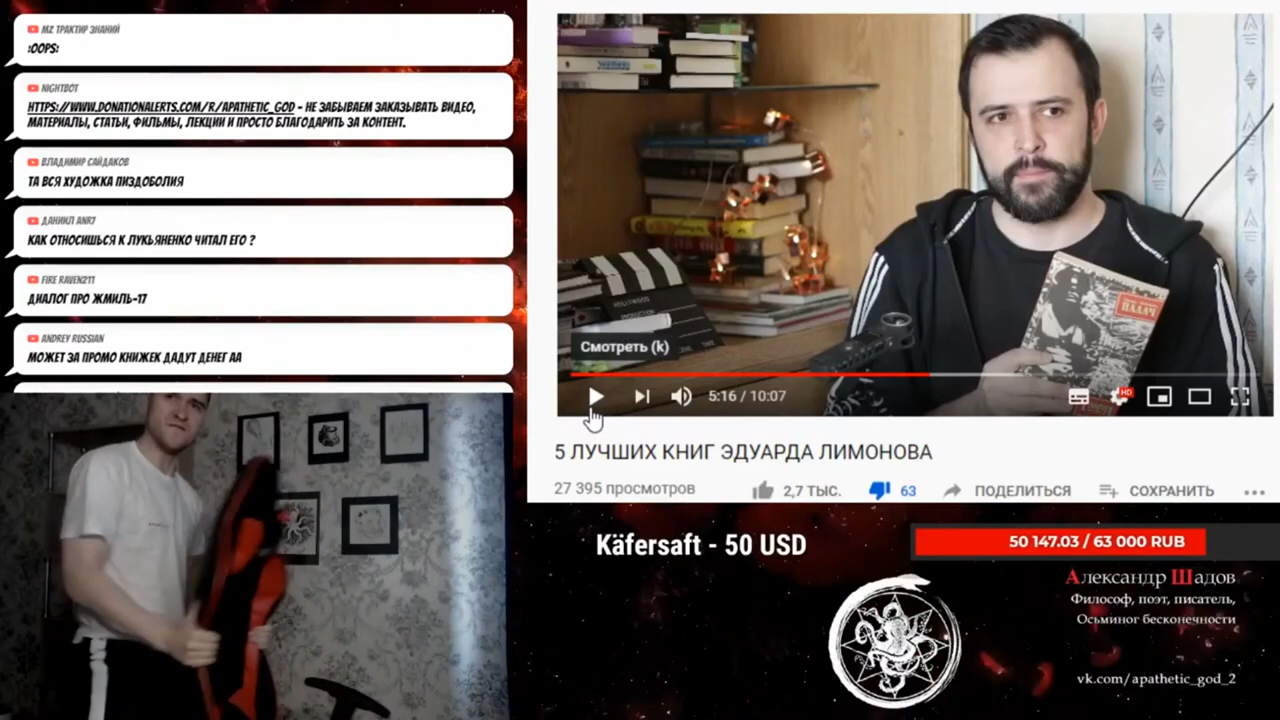 MZ ТРАКТИР ЗНАНИЙ
:OOPS:
NIGHTBOT
HTTPS://WWW.DONATIONALERTS.COM/R/APATHETIC_GOD - НЕ ЗАБЫВАЕМ ЗАКАЗЫВАТЬ ВИДЕО,
МАТЕРИАЛЫ, СТАТЬИ, ФИЛЬМЫ, ЛЕКЦИИ И ПРОСТО БЛАГОДАРИТЬ ЗА КОНТЕНТ.
ВЛАДИМИР САЙДАКОВ
ТА ВСЯ ХУДОЖКА ПИЗДОБОЛИЯ
ДАНИИЛ ANR7
КАК ОТНОСИШЬСЯ К ЛУКЬЯНЕНКО ЧИТАЛ ЕГО ?
FIRE RAVEN211
ДИАЛОГ ПРО ЖМИЛЬ-17
ANDREY RUSSIAN
МОЖЕТ ЗА ПРОМО КНИЖЕК ДАДУТ ДЕНЕГ АА
ПАЛАЧ
HOLLYWOOD
Смотреть (k)
5:16 / 10:07
HD
5 ЛУЧШИХ КНИГ ЭДУАРДА ЛИМОНОВА
27 395 просмотров
2,7 ТЫС.
63
ПОДЕЛИТЬСЯ
СОХРАНИТЬ
Käfersaft - 50 USD
50 147.03 / 63 000 RUB
Александр Шадов
Философ, поэт, писатель,
Осьминог бесконечности
vk.com/apathetic_god_2